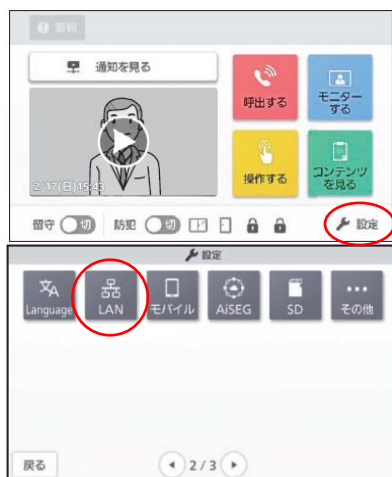 警報
通知を見る
呼出する
モニター
する
2/17(日)15:43
操作する
コンテンツ
を見る
留守 切 防犯 切 設定
設定
Language LAN モバイル AiSEG SD その他
戻る 2 / 3